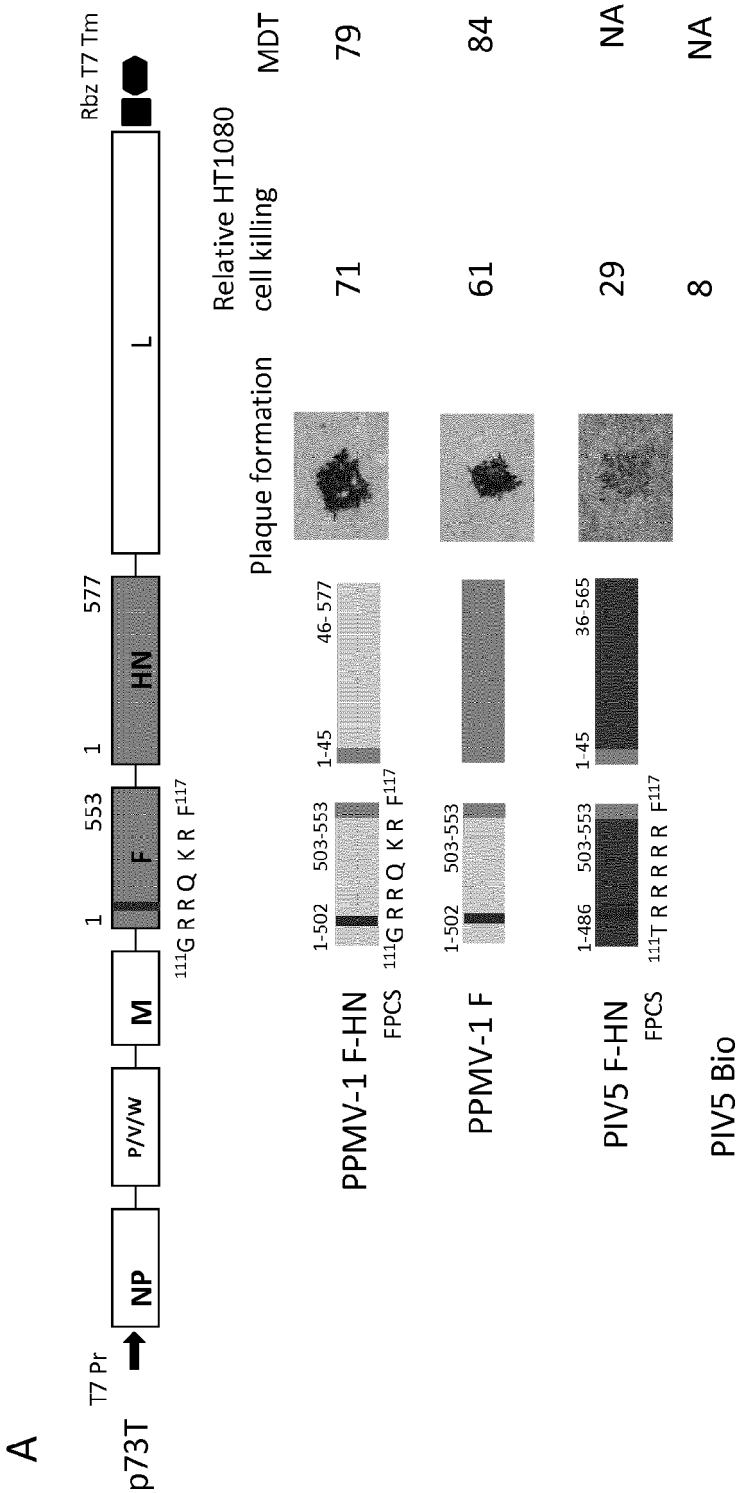 A
T7 Pr
Rbz T7 Tm
1 553 1 577
p73T NP P/V/W M F HN L
¹¹¹G R R Q K R F¹¹⁷
Plaque formation
Relative HT1080
cell killing
MDT
1-502 503-553 1-45 46-577
PPMV-1 F-HN 71 79
FPCS ¹¹¹G R R Q K R F¹¹⁷
1-502 503-553
PPMV-1 F 61 84
1-486 503-553 1-45 36-565
PIV5 F-HN 29 NA
FPCS ¹¹¹T R R R R R F¹¹⁷
PIV5 Bio 8 NA